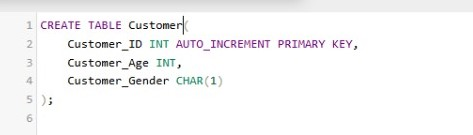 1 CREATE TABLE Customer(
2 Customer_ID INT AUTO_INCREMENT PRIMARY KEY,
3 Customer_Age INT,
4 Customer_Gender CHAR(1)
5 );
6